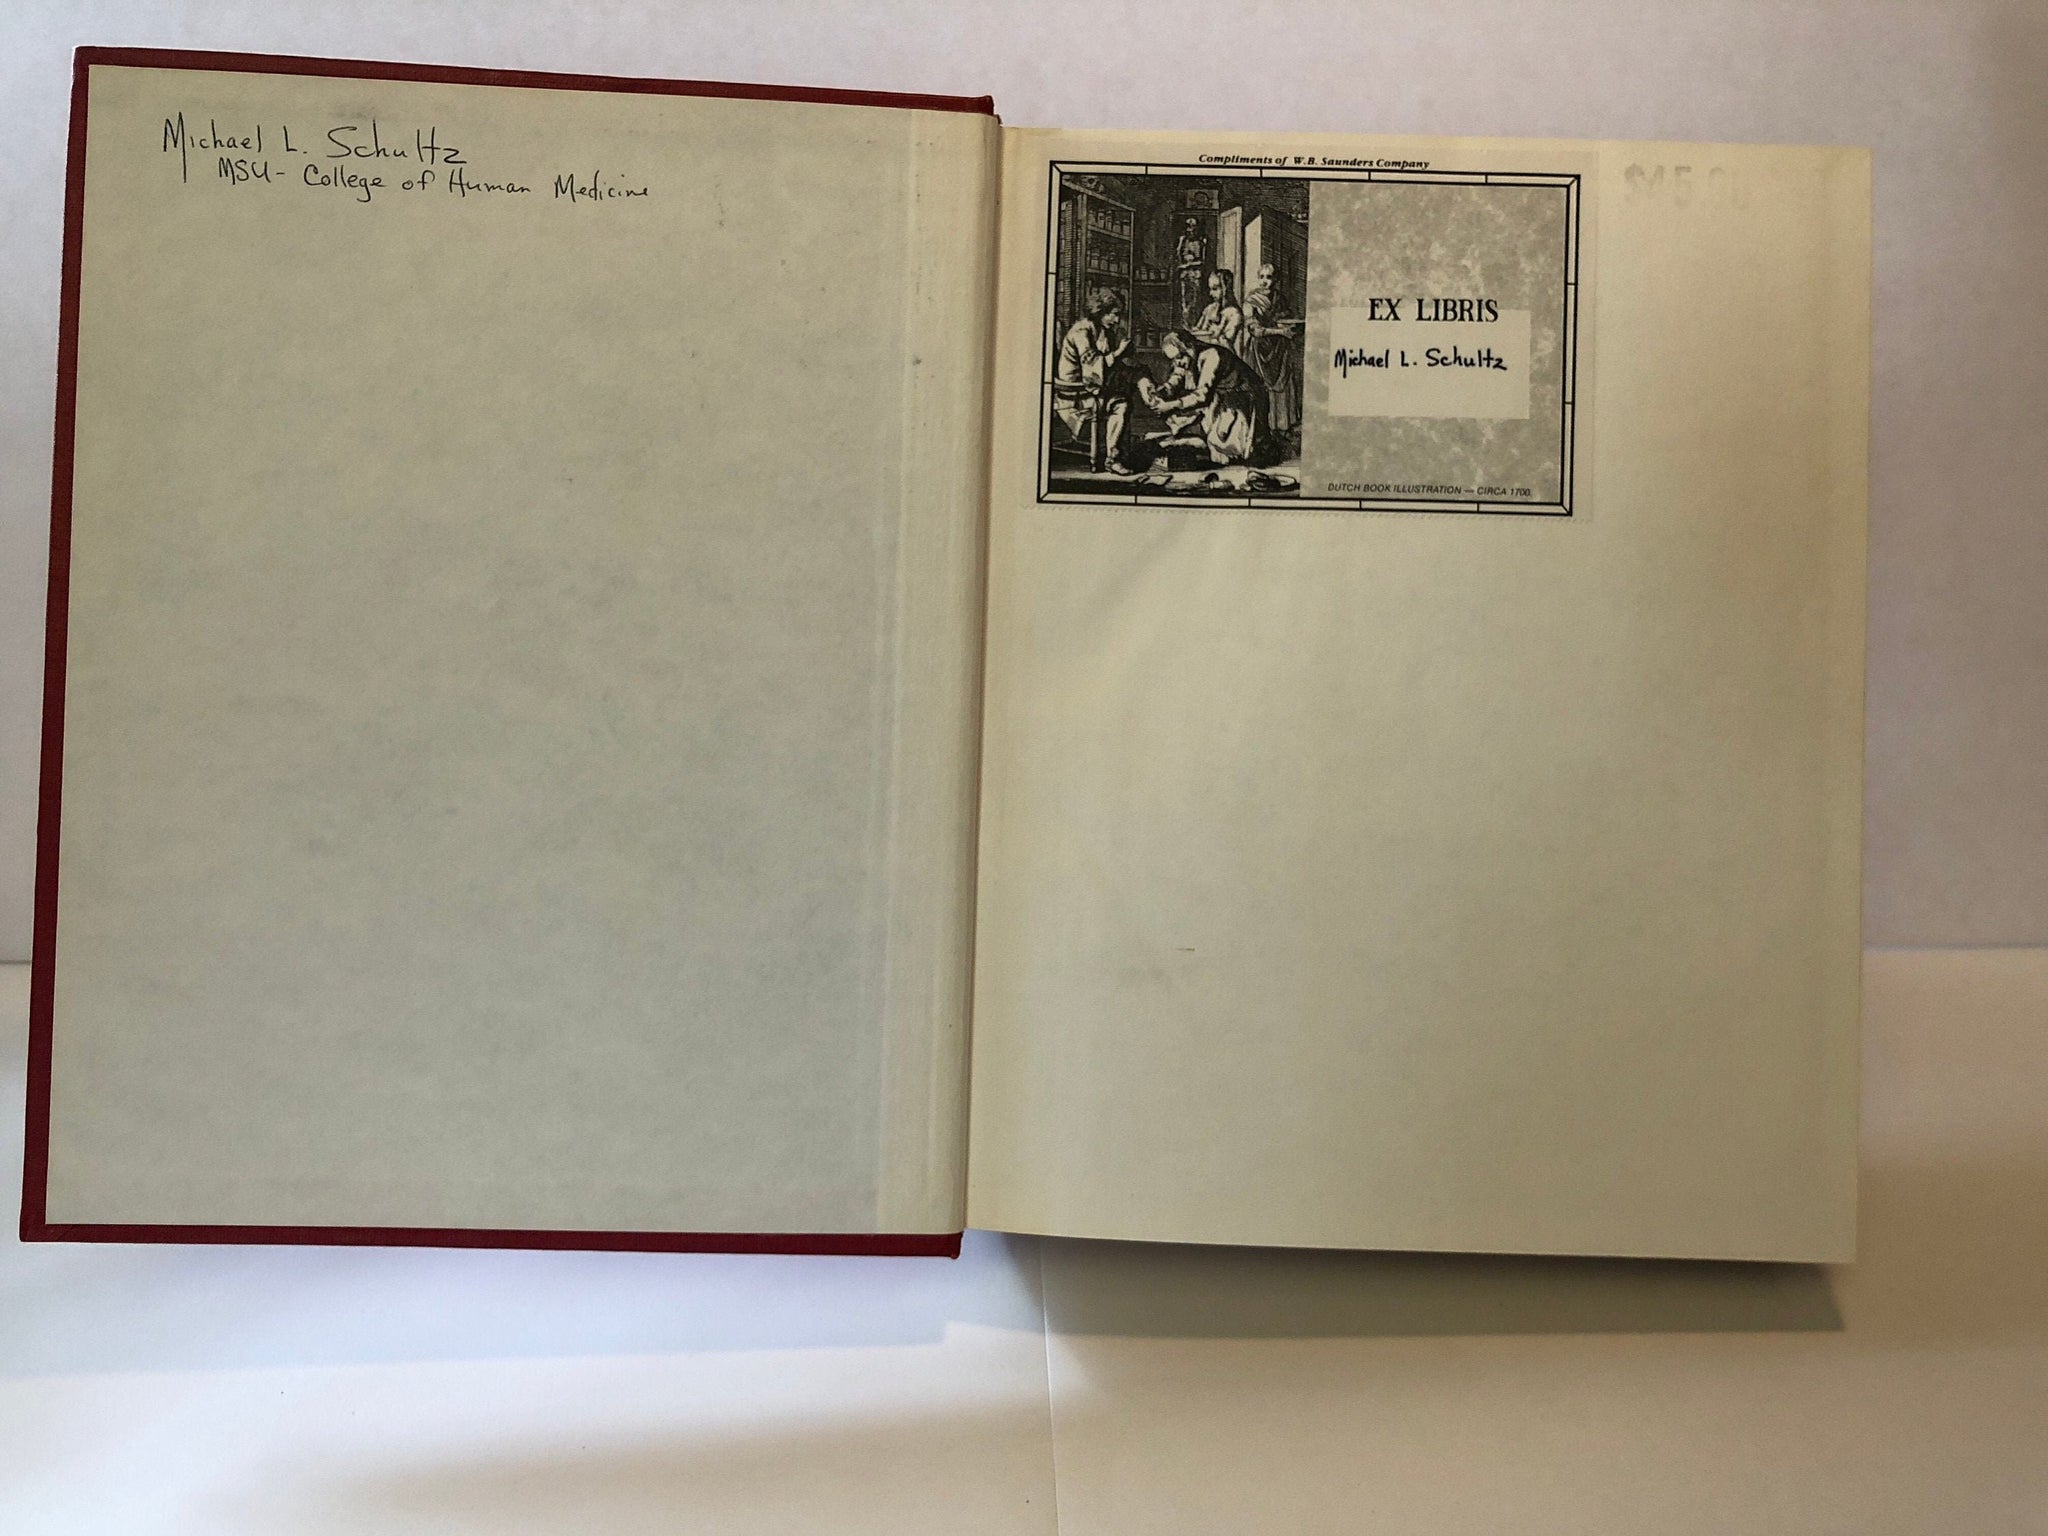 Michael L. Schultz
MSU - College of Human Medicine
Compliments of W.B. Saunders Company
EX LIBRIS
Michael L. Schultz
DUTCH BOOK ILLUSTRATION — CIRCA 1700.